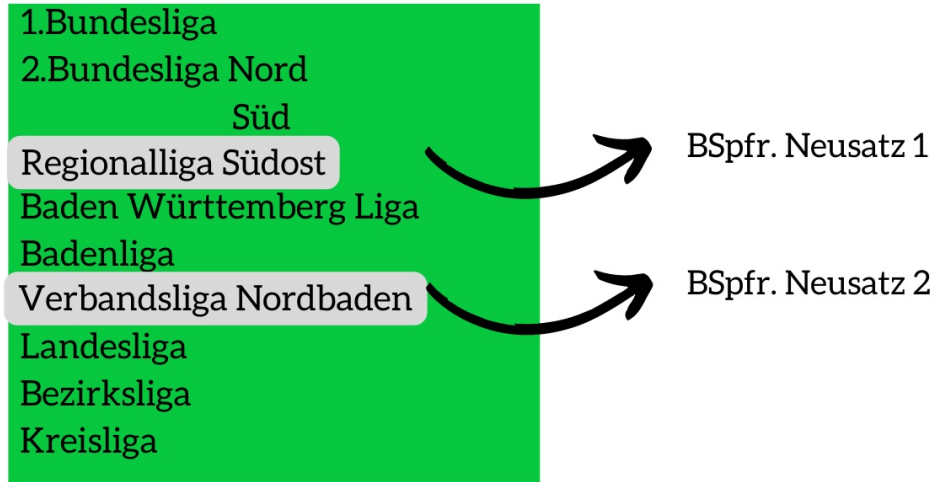 1.Bundesliga
2.Bundesliga Nord
Süd
Regionalliga Südost
Baden Württemberg Liga
Badenliga
Verbandsliga Nordbaden
Landesliga
Bezirksliga
Kreisliga
BSpfr. Neusatz 1
BSpfr. Neusatz 2